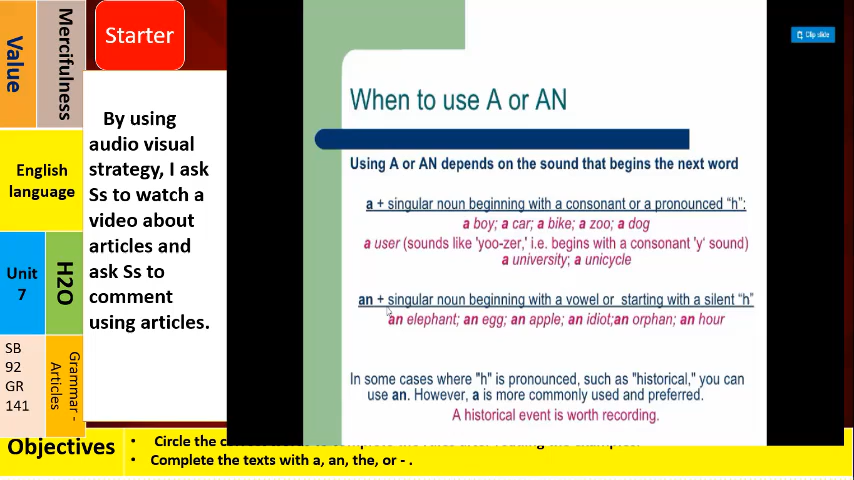 Value
Mercifulness
Starter
English
language
Unit
7
H2O
SB
92
GR
141
Grammar -
Articles
By using
audio visual
strategy, I ask
Ss to watch a
video about
articles and
ask Ss to
comment
using articles.
Clip slide
When to use A or AN
Using A or AN depends on the sound that begins the next word
a + singular noun beginning with a consonant or a pronounced “h”:
a boy; a car; a bike; a zoo; a dog
a user (sounds like 'yoo-zer,' i.e. begins with a consonant 'y' sound)
a university; a unicycle
an + singular noun beginning with a vowel or starting with a silent “h”
an elephant; an egg; an apple; an idiot;an orphan; an hour
In some cases where "h" is pronounced, such as "historical," you can
use an. However, a is more commonly used and preferred.
A historical event is worth recording.
Objectives
• Circle the
• Complete the texts with a, an, the, or - .